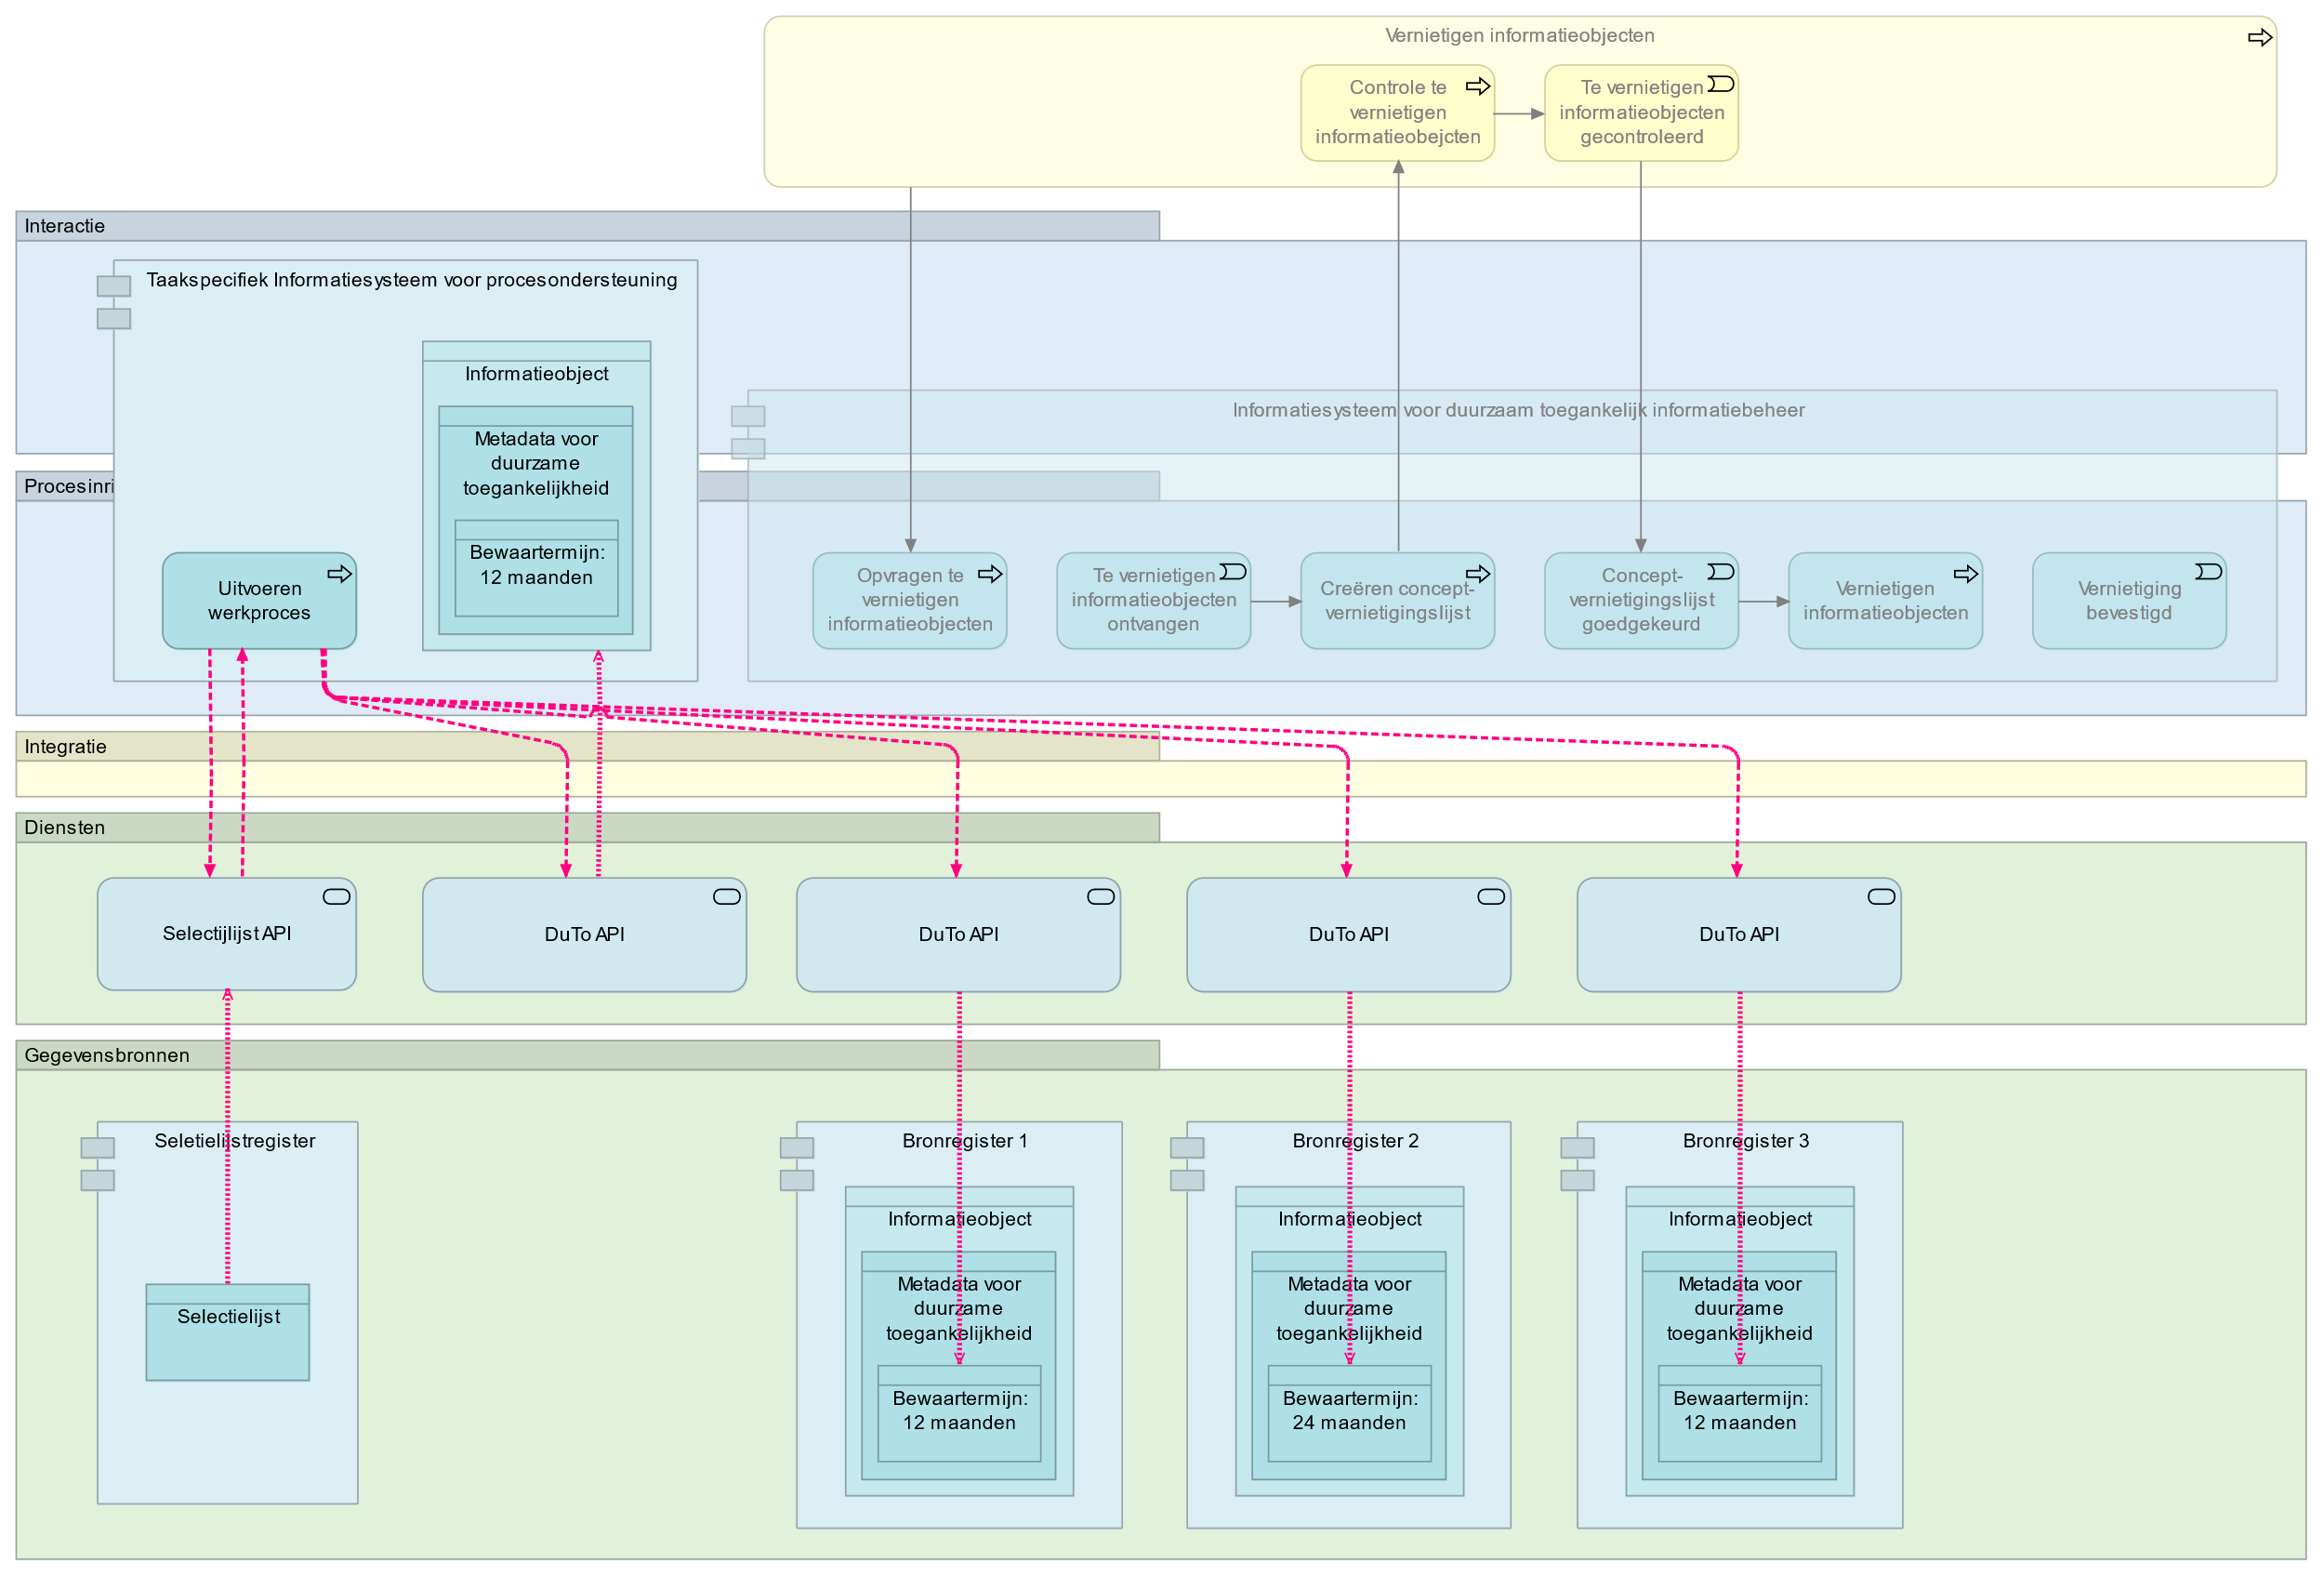 Vernietigen informatieobjecten
Controle te
vernietigen
informatieobejcten
Te vernietigen
informatieobjecten
gecontroleerd
Interactie
Taakspecifiek Informatiesysteem voor procesondersteuning
Informatieobject
Metadata voor
duurzame
toegankelijkheid
Bewaartermijn:
12 maanden
Informatiesysteem voor duurzaam toegankelijk informatiebeheer
Procesinri
Uitvoeren
werkproces
Opvragen te
vernietigen
informatieobjecten
Te vernietigen
informatieobjecten
ontvangen
Creëren concept-
vernietigingslijst
Concept-
vernietigingslijst
goedgekeurd
Vernietigen
informatieobjecten
Vernietiging
bevestigd
Integratie
Diensten
Selectijlijst API
DuTo API
DuTo API
DuTo API
DuTo API
Gegevensbronnen
Seletielijstregister
Selectielijst
Bronregister 1
Informatieobject
Metadata voor
duurzame
toegankelijkheid
Bewaartermijn:
12 maanden
Bronregister 2
Informatieobject
Metadata voor
duurzame
toegankelijkheid
Bewaartermijn:
24 maanden
Bronregister 3
Informatieobject
Metadata voor
duurzame
toegankelijkheid
Bewaartermijn:
12 maanden